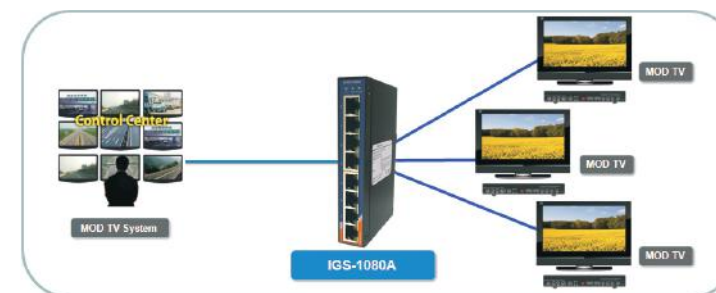 Control Center
MOD TV System
IGS-1080A
MOD TV
MOD TV
MOD TV